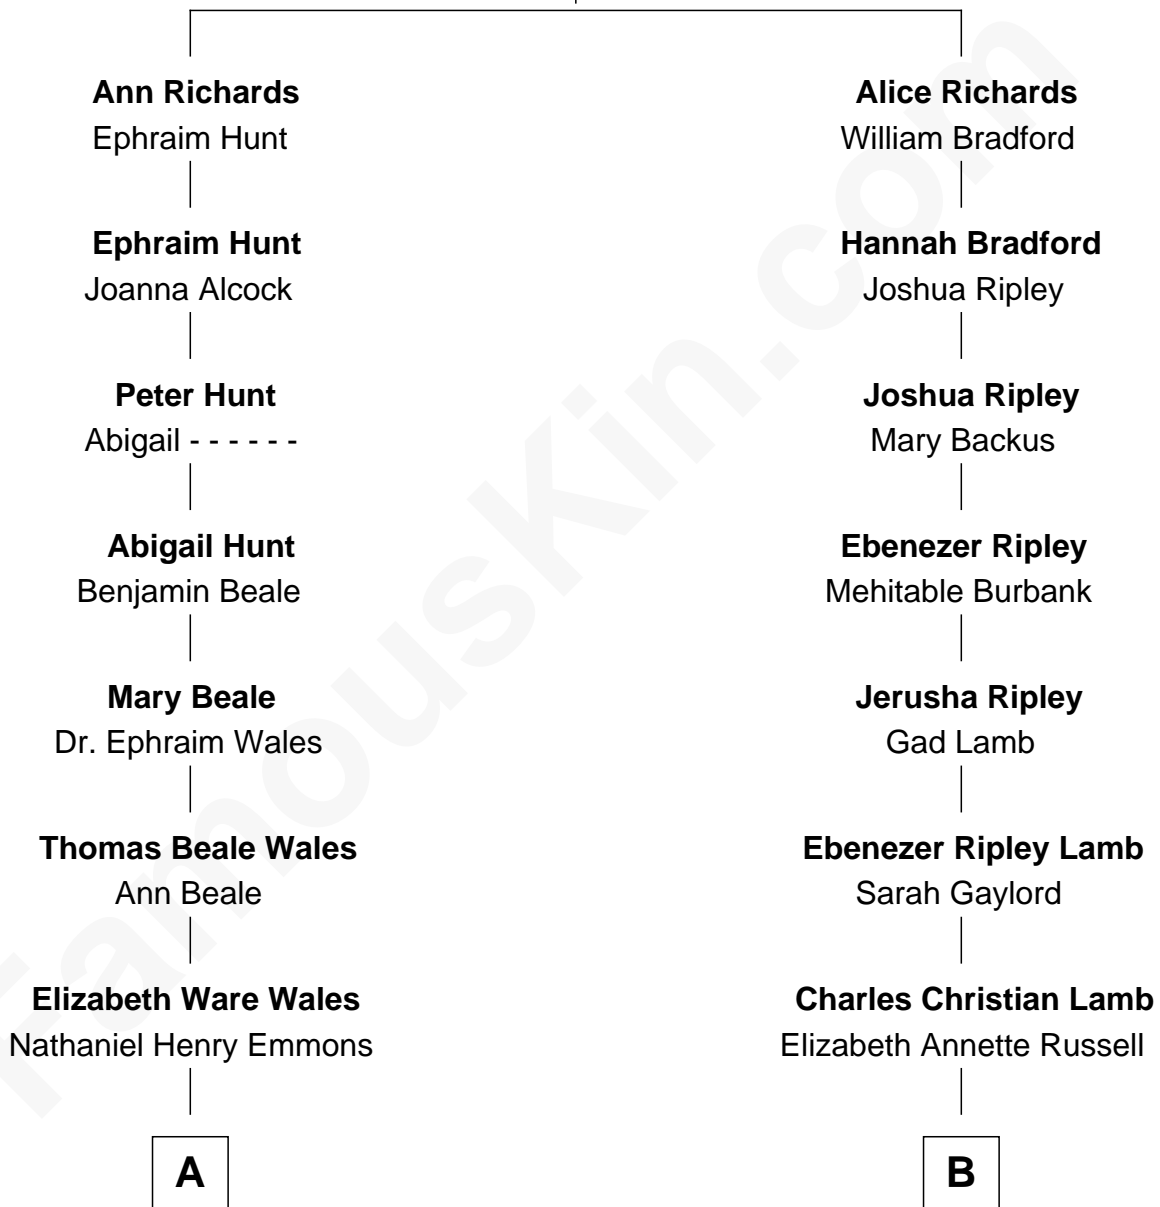 Ann Richards
Ephraim Hunt
Ephraim Hunt
Joanna Alcock
Peter Hunt
Abigail - - - - - -
Abigail Hunt
Benjamin Beale
Mary Beale
Dr. Ephraim Wales
Thomas Beale Wales
Ann Beale
Elizabeth Ware Wales
Nathaniel Henry Emmons
A
Alice Richards
William Bradford
Hannah Bradford
Joshua Ripley
Joshua Ripley
Mary Backus
Ebenezer Ripley
Mehitable Burbank
Jerusha Ripley
Gad Lamb
Ebenezer Ripley Lamb
Sarah Gaylord
Charles Christian Lamb
Elizabeth Annette Russell
B
FamousKin.com